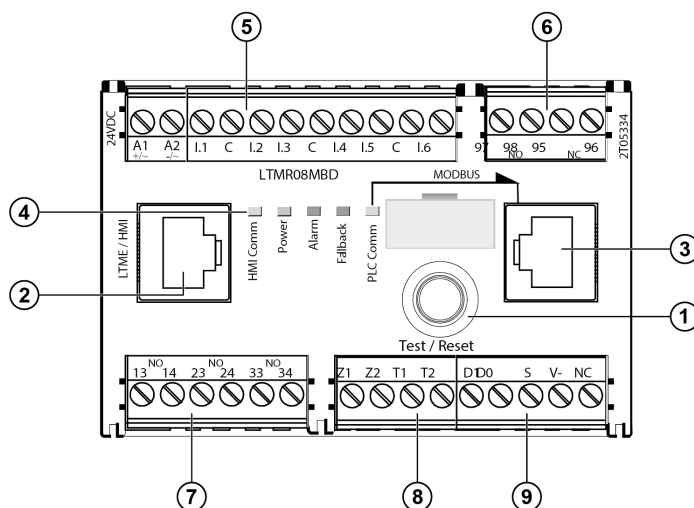 5 6
24VDC
A1 A2 I.1 C I.2 I.3 C I.4 I.5 C I.6
+/~ -/~
97 98 95 96
NO NC
2T05334
LTMR08MBD
MODBUS
4
LTME / HMI
HMI Comm
Power
Alarm
Fallback
PLC Comm
3
2
1
Test / Reset
NO NO NO
13 14 23 24 33 34
Z1 Z2 T1 T2 D1 D0 S V- NC
7 8 9